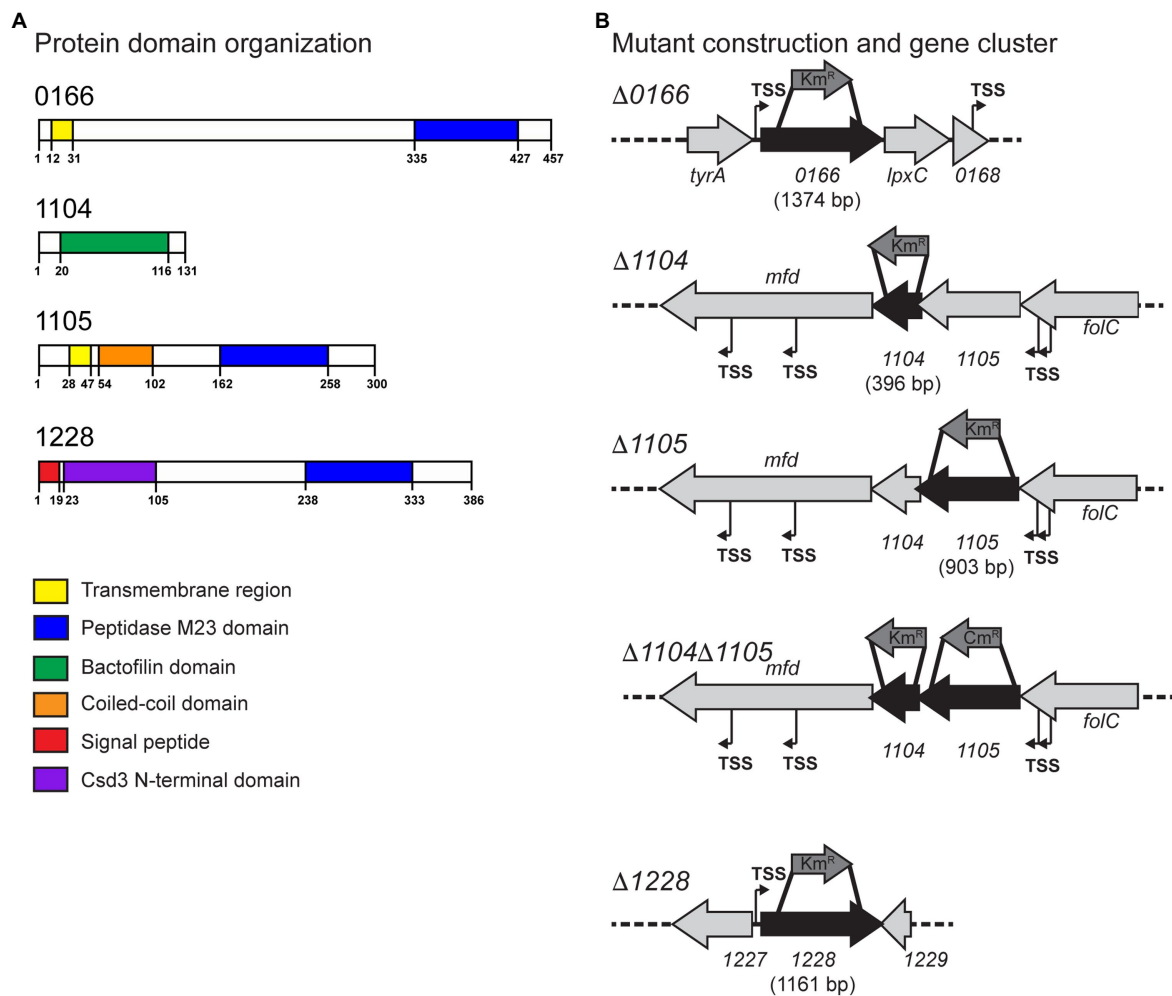 A
Protein domain organization
0166
1 12 31 335 427 457
1104
1 20 116 131
1105
1 28 47 54 102 162 258 300
1228
1 19 23 105 238 333 386
Transmembrane region
Peptidase M23 domain
Bactofilin domain
Coiled-coil domain
Signal peptide
Csd3 N-terminal domain
B
Mutant construction and gene cluster
Δ0166
TSS KmR TSS
tyrA 0166 lpxC 0168
(1374 bp)
Δ1104
KmR
mfd
folC
1104 1105
TSS TSS TSS
(396 bp)
Δ1105
KmR
mfd
folC
1104 1105
TSS TSS TSS
(903 bp)
Δ1104Δ1105
KmR CmR
mfd
folC
1104 1105
TSS TSS TSS
Δ1228
TSS KmR
1227 1228 1229
(1161 bp)